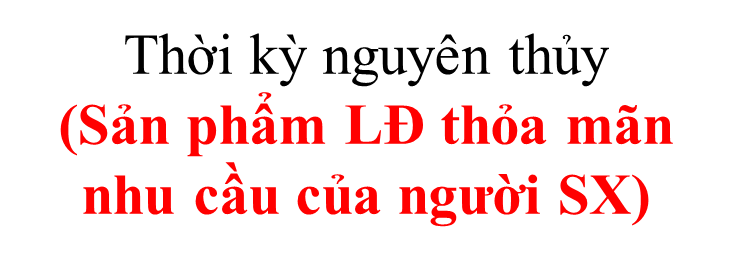 Thời kỳ nguyên thủy
(Sản phẩm LĐ thỏa mãn
nhu cầu của người SX)